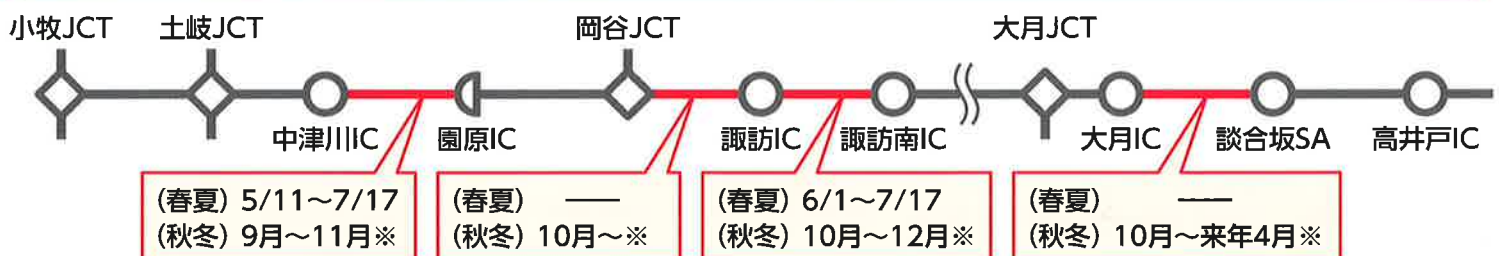 小牧JCT
土岐JCT
岡谷JCT
大月JCT
中津川IC
園原IC
諏訪IC
諏訪南IC
大月IC
談合坂SA
高井戸IC
(春夏) 5/11〜7/17
(秋冬) 9月〜11月※
(春夏) ――
(秋冬) 10月〜※
(春夏) 6/1〜7/17
(秋冬) 10月〜12月※
(春夏) ――
(秋冬) 10月〜来年4月※